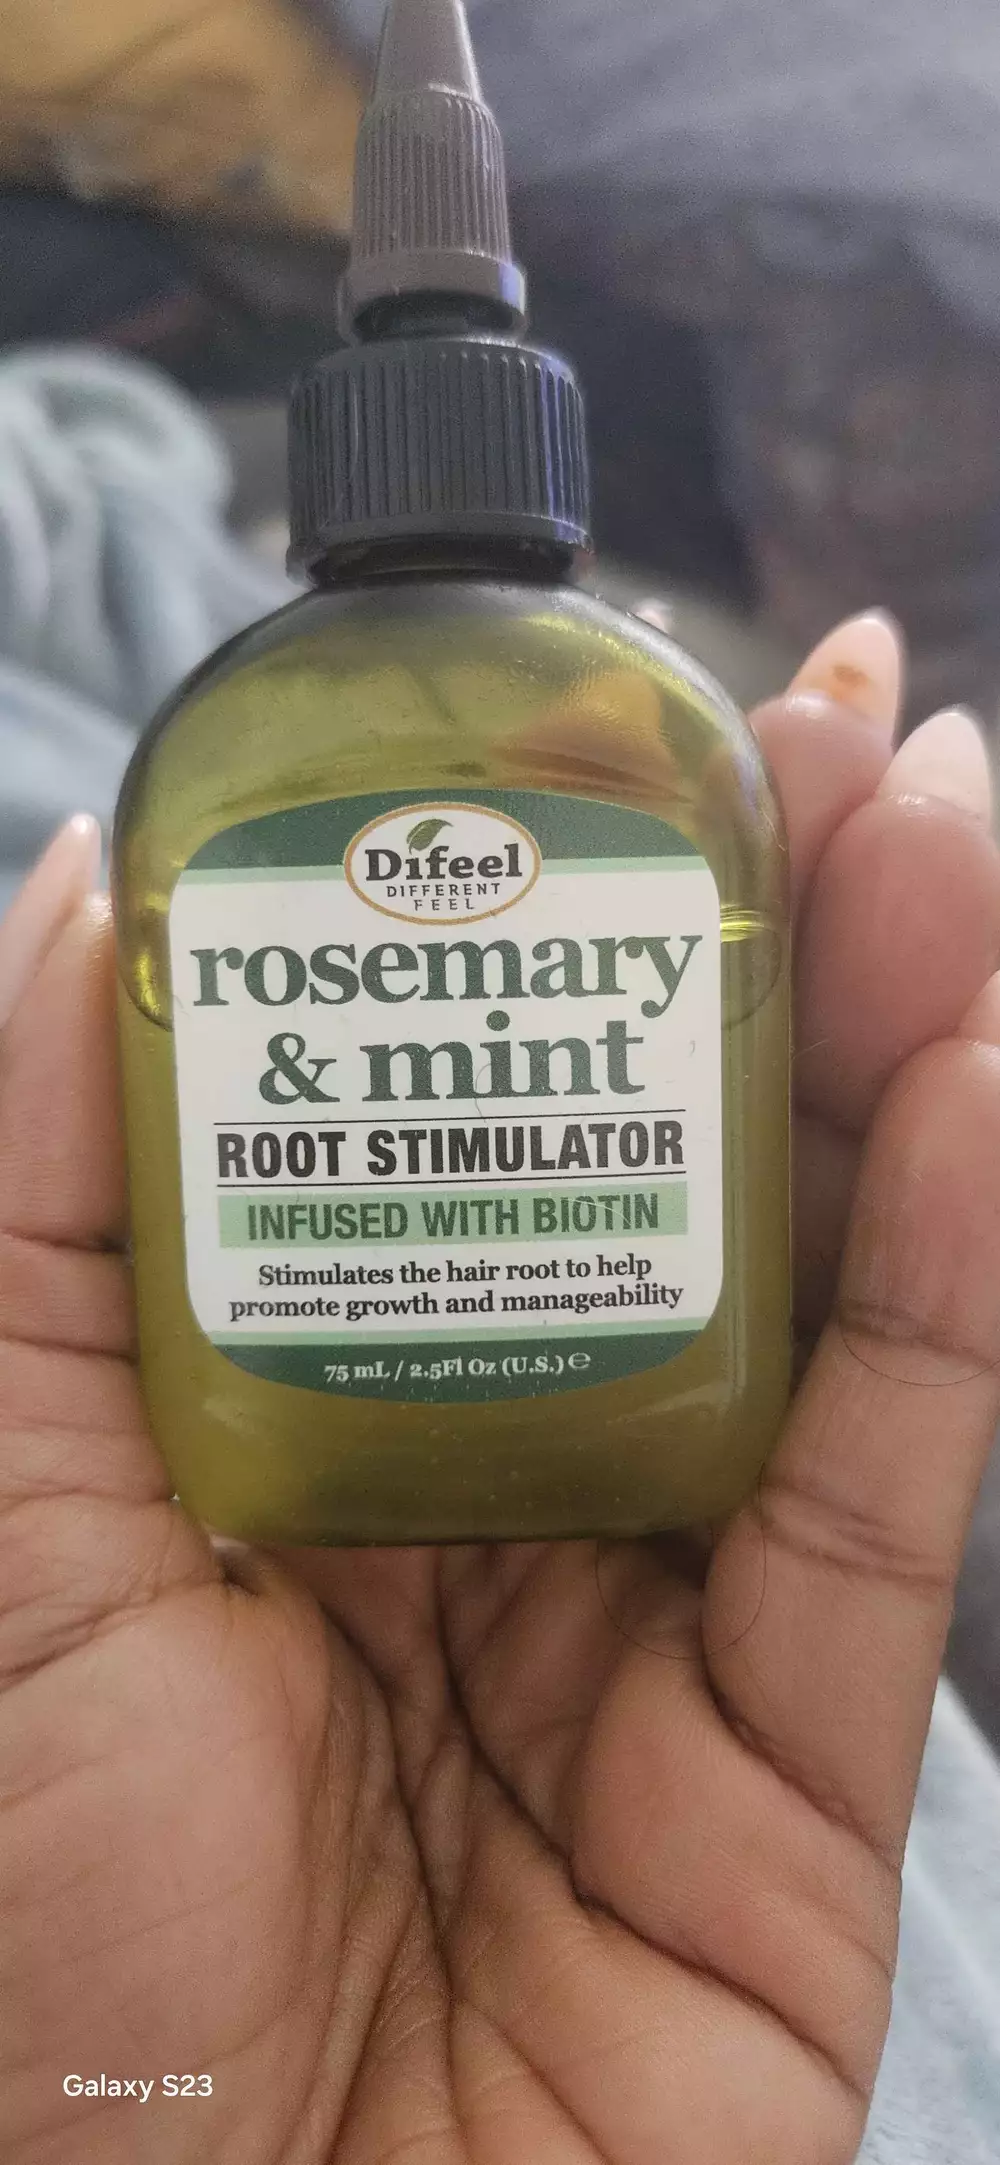 Difeel
DIFFERENT
FEEL
rosemary
& mint
ROOT STIMULATOR
INFUSED WITH BIOTIN
Stimulates the hair root to help
promote growth and manageability
75 mL / 2.5Fl Oz (U.S.) ℮
Galaxy S23